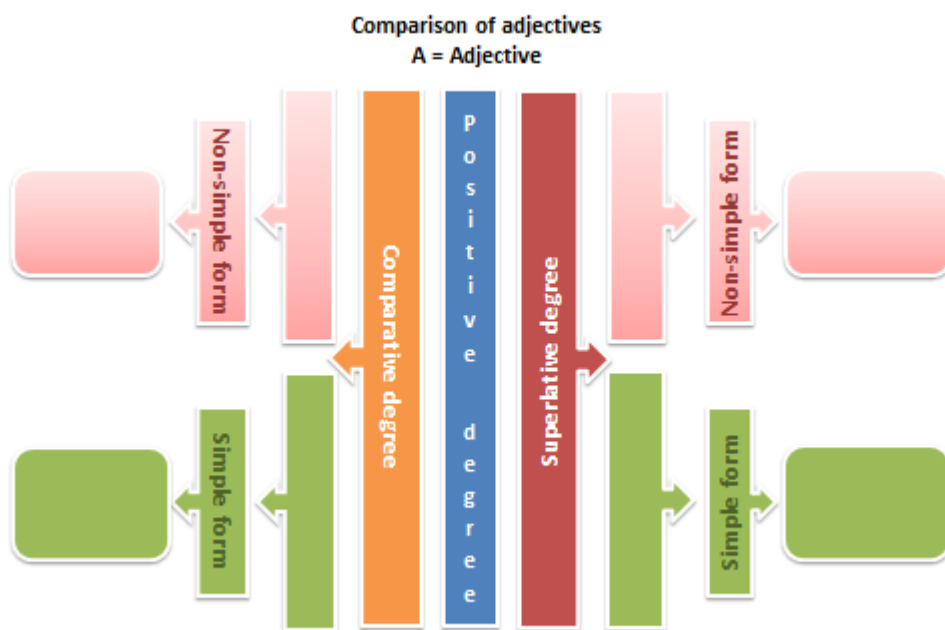 Comparison of adjectives
A = Adjective
Non-simple form
Comparative degree
Positive degree
Superlative degree
Non-simple form
Simple form
Simple form